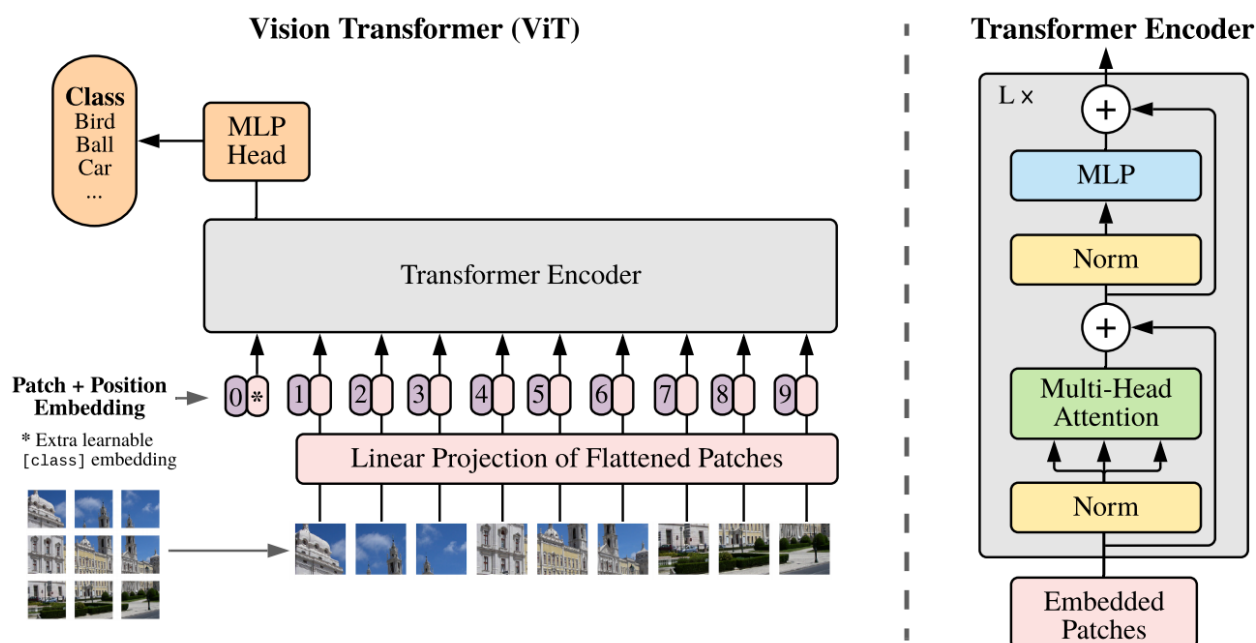 Vision Transformer (ViT)
Class
Bird
Ball
Car
...
MLP
Head
Transformer Encoder
Patch + Position
Embedding
* Extra learnable
[class] embedding
0 * 1 2 3 4 5 6 7 8 9
Linear Projection of Flattened Patches
Transformer Encoder
L ×
+
MLP
Norm
+
Multi-Head
Attention
Norm
Embedded
Patches